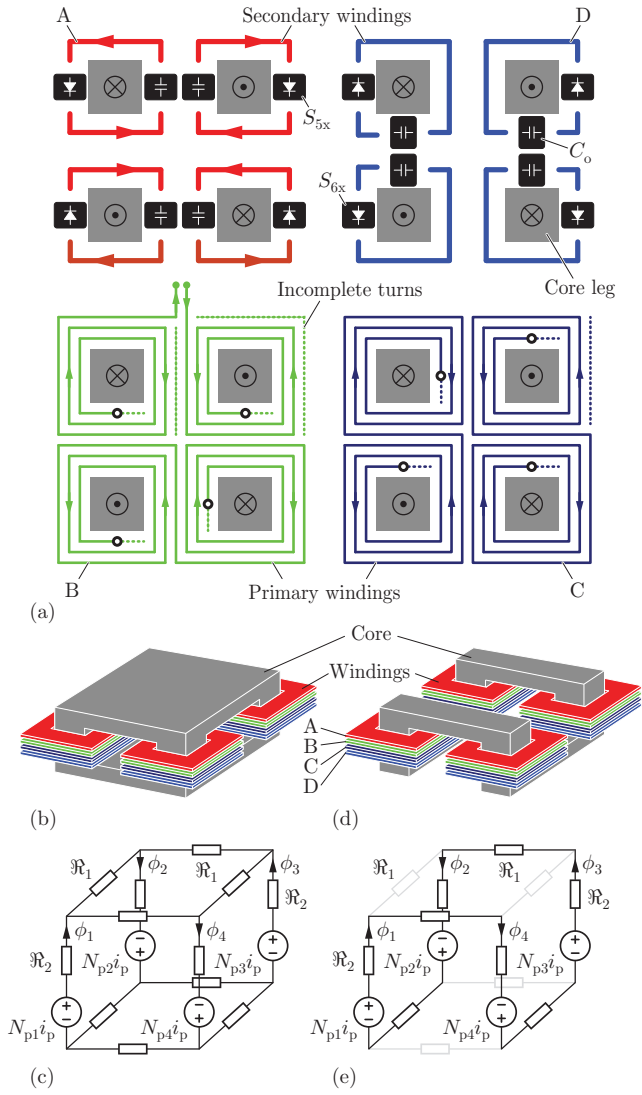 A
Secondary windings
D
S5x
Co
S6x
Core leg
Incomplete turns
B
Primary windings
C
(a)
Core
Windings
A
B
C
D
(b)
(d)
ℜ1
ϕ2
ℜ1
ϕ3
ℜ2
ϕ1
ϕ4
ℜ2
Np2ip
Np3ip
Np1ip
Np4ip
(c)
ℜ1
ϕ2
ℜ1
ϕ3
ℜ2
ϕ1
ϕ4
ℜ2
Np2ip
Np3ip
Np1ip
Np4ip
(e)